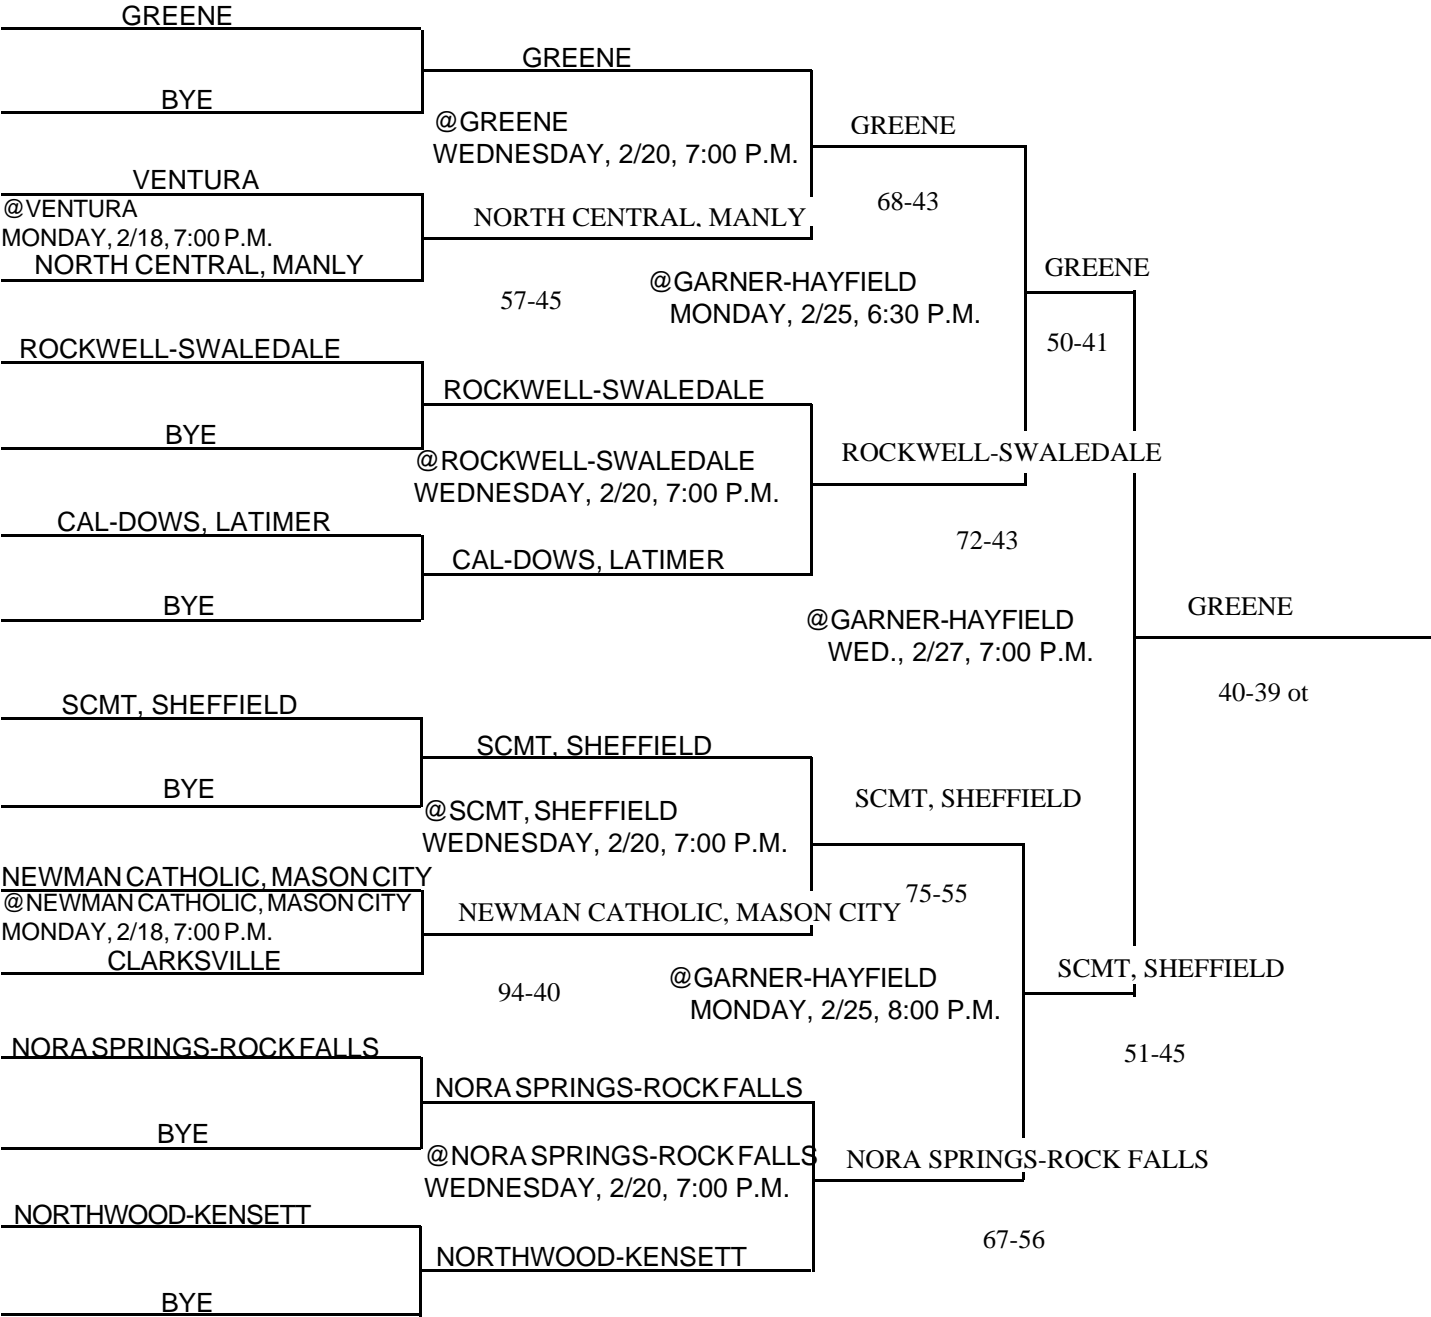 GREENE
GREENE
BYE
@GREENE
WEDNESDAY, 2/20, 7:00 P.M.
GREENE
VENTURA
@VENTURA
MONDAY, 2/18, 7:00 P.M.
NORTH CENTRAL, MANLY
NORTH CENTRAL, MANLY
68-43
57-45
@GARNER-HAYFIELD
MONDAY, 2/25, 6:30 P.M.
GREENE
50-41
ROCKWELL-SWALEDALE
ROCKWELL-SWALEDALE
BYE
@ROCKWELL-SWALEDALE
WEDNESDAY, 2/20, 7:00 P.M.
ROCKWELL-SWALEDALE
CAL-DOWS, LATIMER
CAL-DOWS, LATIMER
72-43
BYE
@GARNER-HAYFIELD
WED., 2/27, 7:00 P.M.
GREENE
40-39 ot
SCMT, SHEFFIELD
SCMT, SHEFFIELD
BYE
@SCMT, SHEFFIELD
WEDNESDAY, 2/20, 7:00 P.M.
SCMT, SHEFFIELD
NEWMAN CATHOLIC, MASON CITY
@NEWMAN CATHOLIC, MASON CITY
MONDAY, 2/18, 7:00 P.M.
CLARKSVILLE
NEWMAN CATHOLIC, MASON CITY
75-55
94-40
@GARNER-HAYFIELD
MONDAY, 2/25, 8:00 P.M.
SCMT, SHEFFIELD
51-45
NORA SPRINGS-ROCK FALLS
NORA SPRINGS-ROCK FALLS
BYE
@NORA SPRINGS-ROCK FALLS
WEDNESDAY, 2/20, 7:00 P.M.
NORA SPRINGS-ROCK FALLS
NORTHWOOD-KENSETT
NORTHWOOD-KENSETT
67-56
BYE